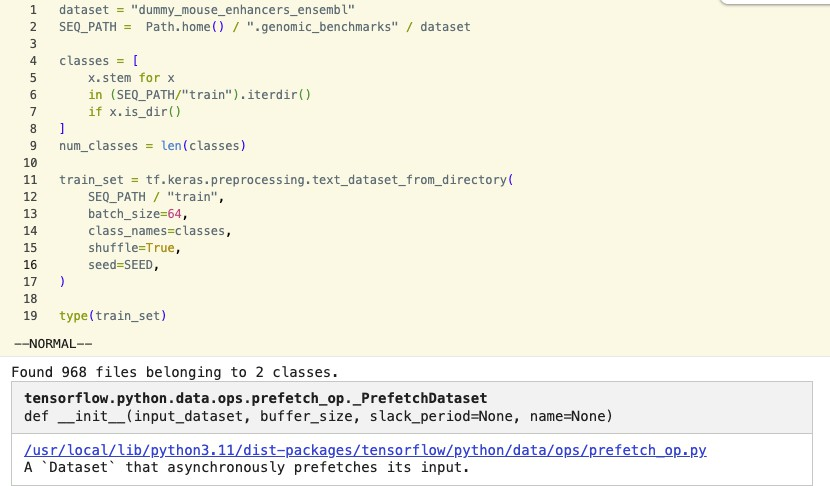 1 dataset = "dummy_mouse_enhancers_ensembl"
2 SEQ_PATH =  Path.home() / ".genomic_benchmarks" / dataset
3
4 classes = [
5     x.stem for x
6     in (SEQ_PATH/"train").iterdir()
7     if x.is_dir()
8 ]
9 num_classes = len(classes)
10
11 train_set = tf.keras.preprocessing.text_dataset_from_directory(
12     SEQ_PATH / "train",
13     batch_size=64,
14     class_names=classes,
15     shuffle=True,
16     seed=SEED,
17 )
18
19 type(train_set)
--NORMAL--
Found 968 files belonging to 2 classes.
tensorflow.python.data.ops.prefetch_op._PrefetchDataset
def __init__(input_dataset, buffer_size, slack_period=None, name=None)
/usr/local/lib/python3.11/dist-packages/tensorflow/python/data/ops/prefetch_op.py
A `Dataset` that asynchronously prefetches its input.